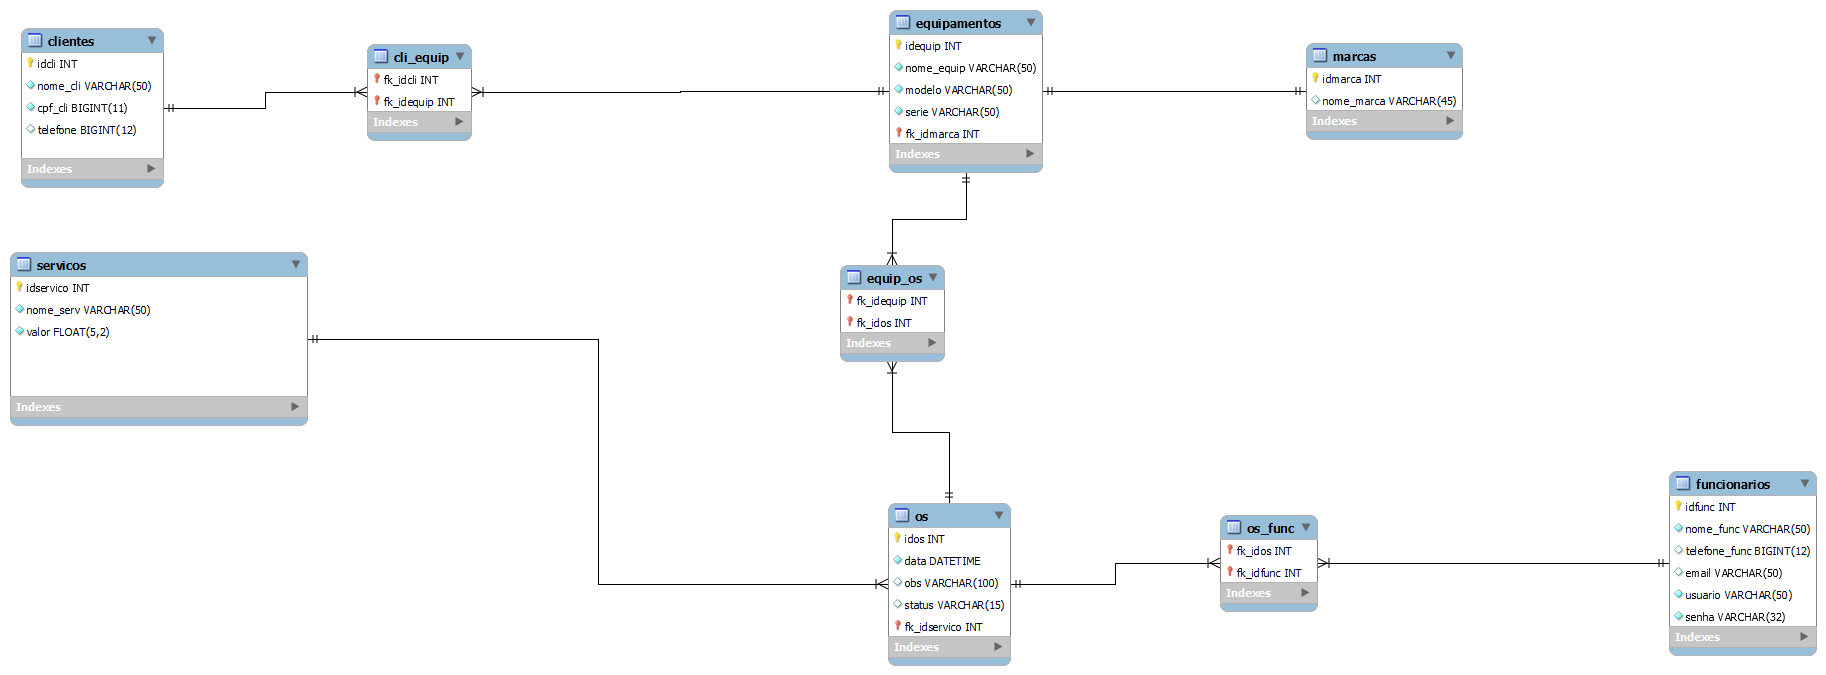 clientes
idcli INT
nome_cli VARCHAR(50)
cpf_cli BIGINT(11)
telefone BIGINT(12)
Indexes
cli_equip
fk_idcli INT
fk_idequip INT
Indexes
equipamentos
idequip INT
nome_equip VARCHAR(50)
modelo VARCHAR(50)
serie VARCHAR(50)
fk_idmarca INT
Indexes
marcas
idmarca INT
nome_marca VARCHAR(45)
Indexes
servicos
idservico INT
nome_serv VARCHAR(50)
valor FLOAT(5,2)
Indexes
equip_os
fk_idequip INT
fk_idos INT
Indexes
os
idos INT
data DATETIME
obs VARCHAR(100)
status VARCHAR(15)
fk_idservico INT
Indexes
os_func
fk_idos INT
fk_idfunc INT
Indexes
funcionarios
idfunc INT
nome_func VARCHAR(50)
telefone_func BIGINT(12)
email VARCHAR(50)
usuario VARCHAR(50)
senha VARCHAR(32)
Indexes